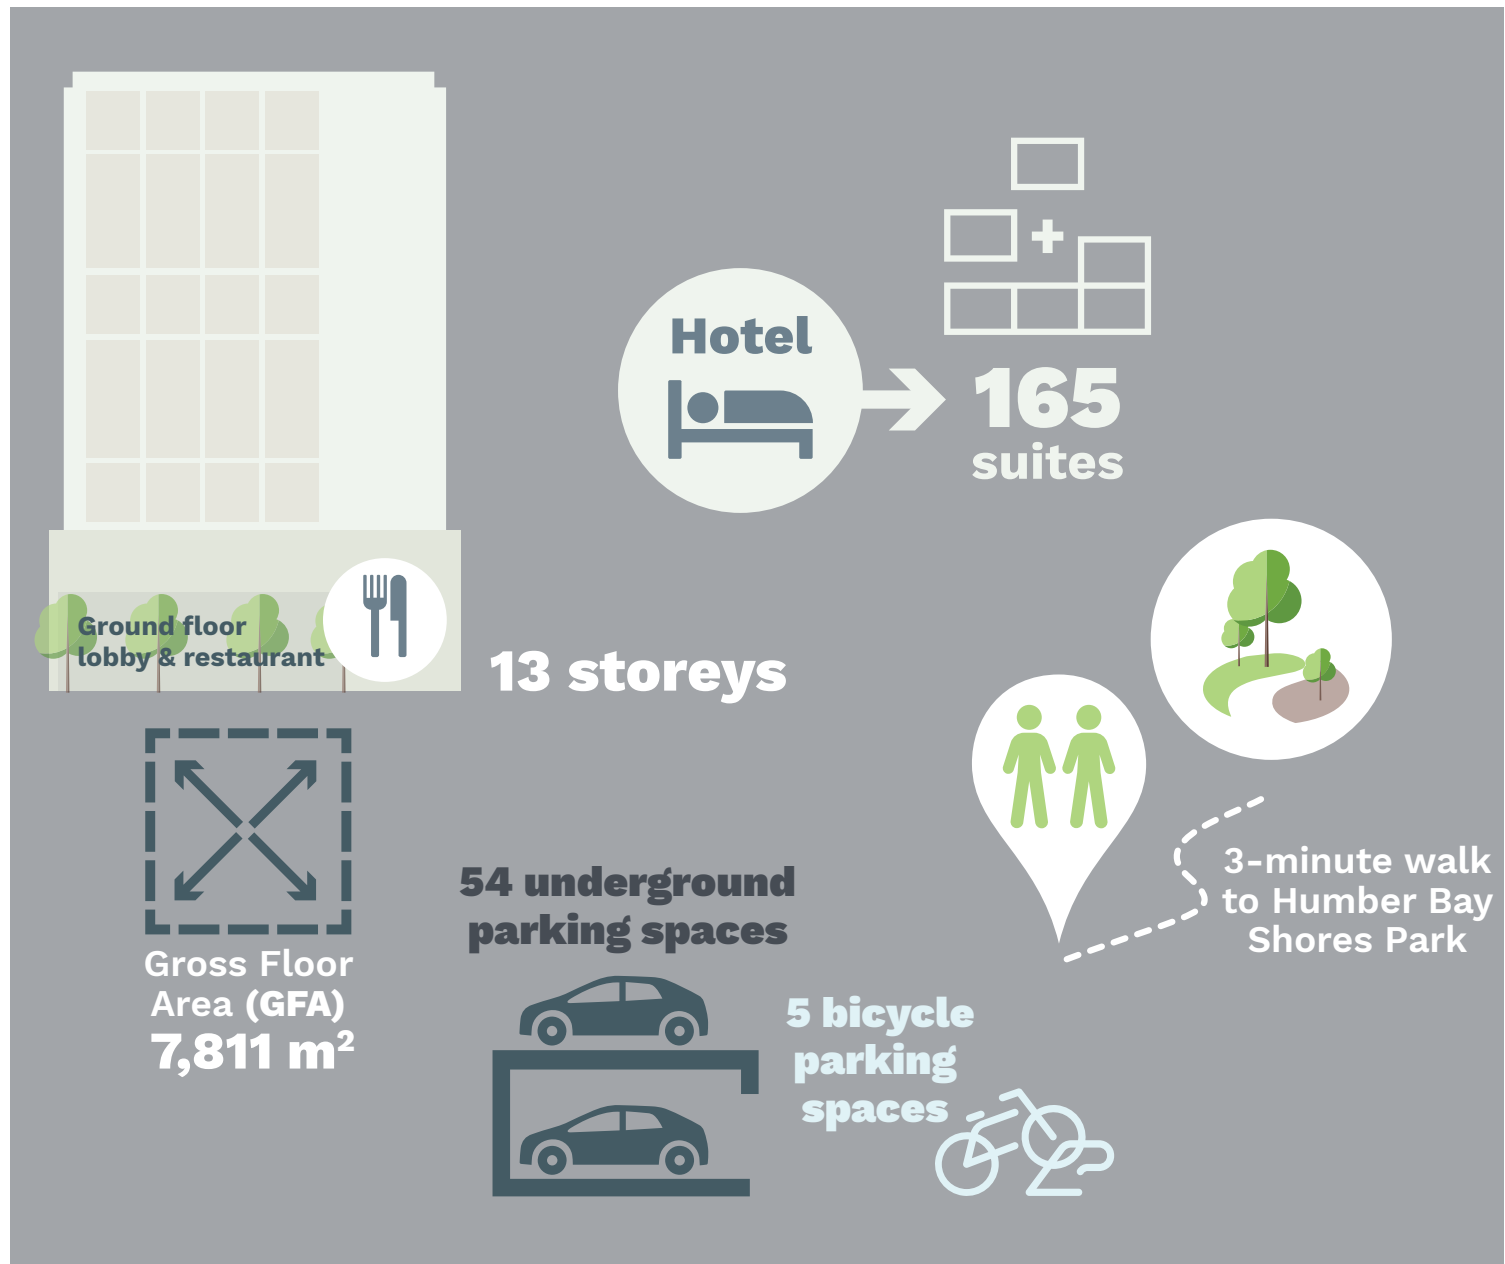 Hotel
165
suites
Ground floor
lobby & restaurant
13 storeys
Gross Floor
Area (GFA)
7,811 m²
54 underground
parking spaces
5 bicycle
parking
spaces
3-minute walk
to Humber Bay
Shores Park